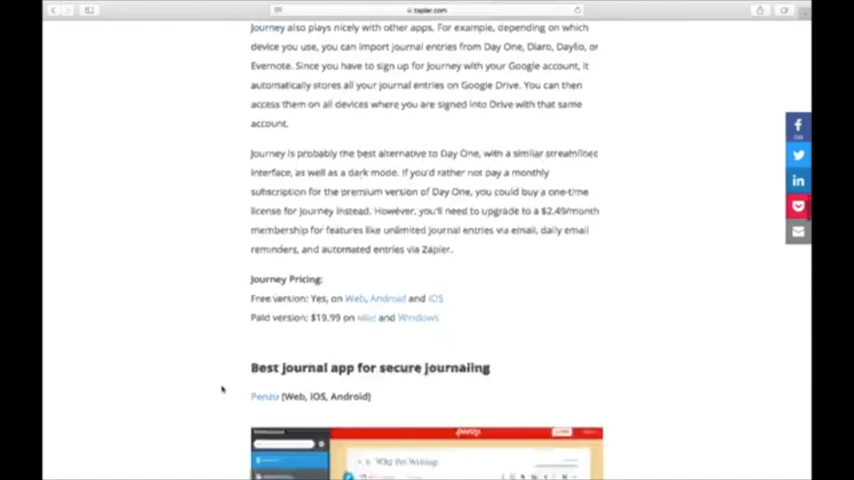 zapier.com
Journey also plays nicely with other apps. For example, depending on which
device you use, you can import journal entries from Day One, Diaro, Daylio, or
Evernote. Since you have to sign up for Journey with your Google account, it
automatically stores all your journal entries on Google Drive. You can then
access them on all devices where you are signed into Drive with that same
account.
Journey is probably the best alternative to Day One, with a similar streamlined
interface, as well as a dark mode. If you'd rather not pay a monthly
subscription for the premium version of Day One, you could buy a one-time
license for Journey instead. However, you'll need to upgrade to a $2.49/month
membership for features like unlimited journal entries via email, daily email
reminders, and automated entries via Zapier.
Journey Pricing:
Free version: Yes, on Web, Android and iOS
Paid version: $19.99 on Mac and Windows
Best journal app for secure journaling
Penzu (Web, iOS, Android)